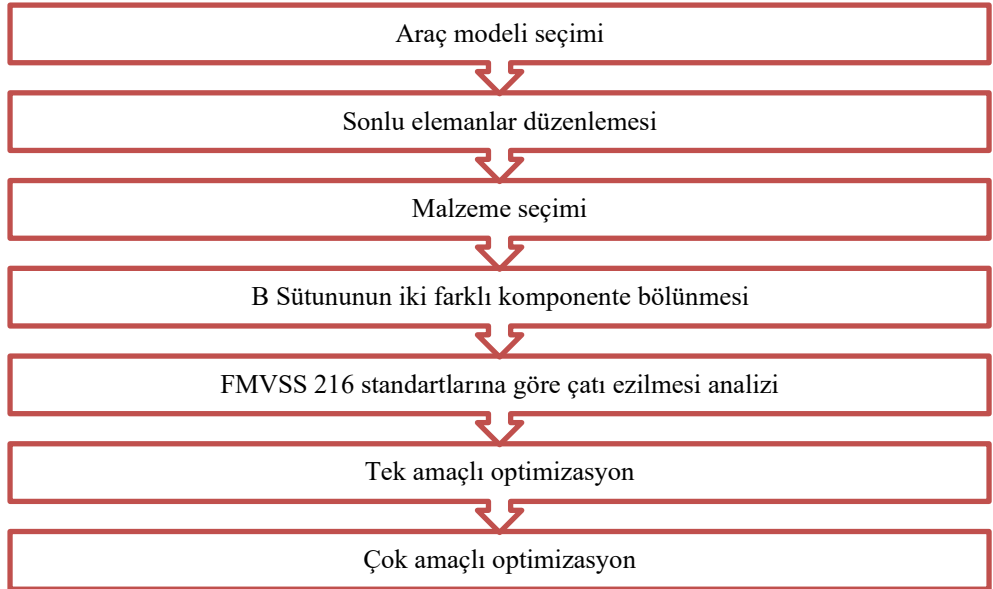 Araç modeli seçimi
Sonlu elemanlar düzenlemesi
Malzeme seçimi
B Sütununun iki farklı komponente bölünmesi
FMVSS 216 standartlarına göre çatı ezilmesi analizi
Tek amaçlı optimizasyon
Çok amaçlı optimizasyon